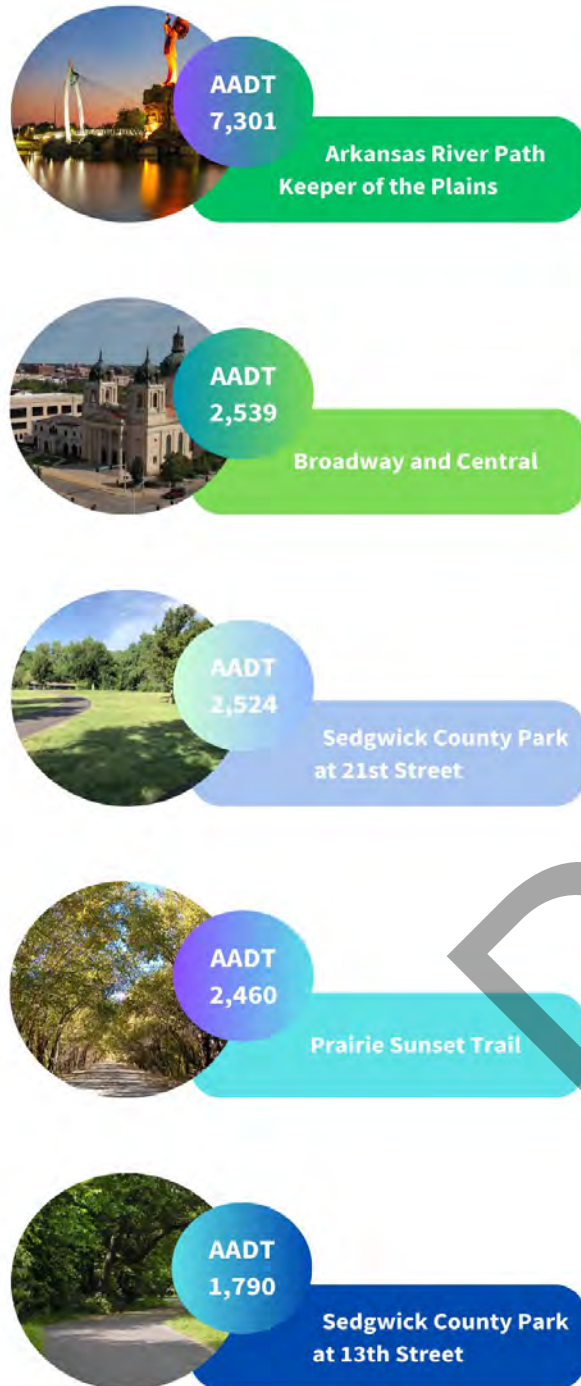 AADT
7,301
Arkansas River Path
Keeper of the Plains
AADT
2,539
Broadway and Central
AADT
2,524
Sedgwick County Park
at 21st Street
AADT
2,460
Prairie Sunset Trail
AADT
1,790
Sedgwick County Park
at 13th Street